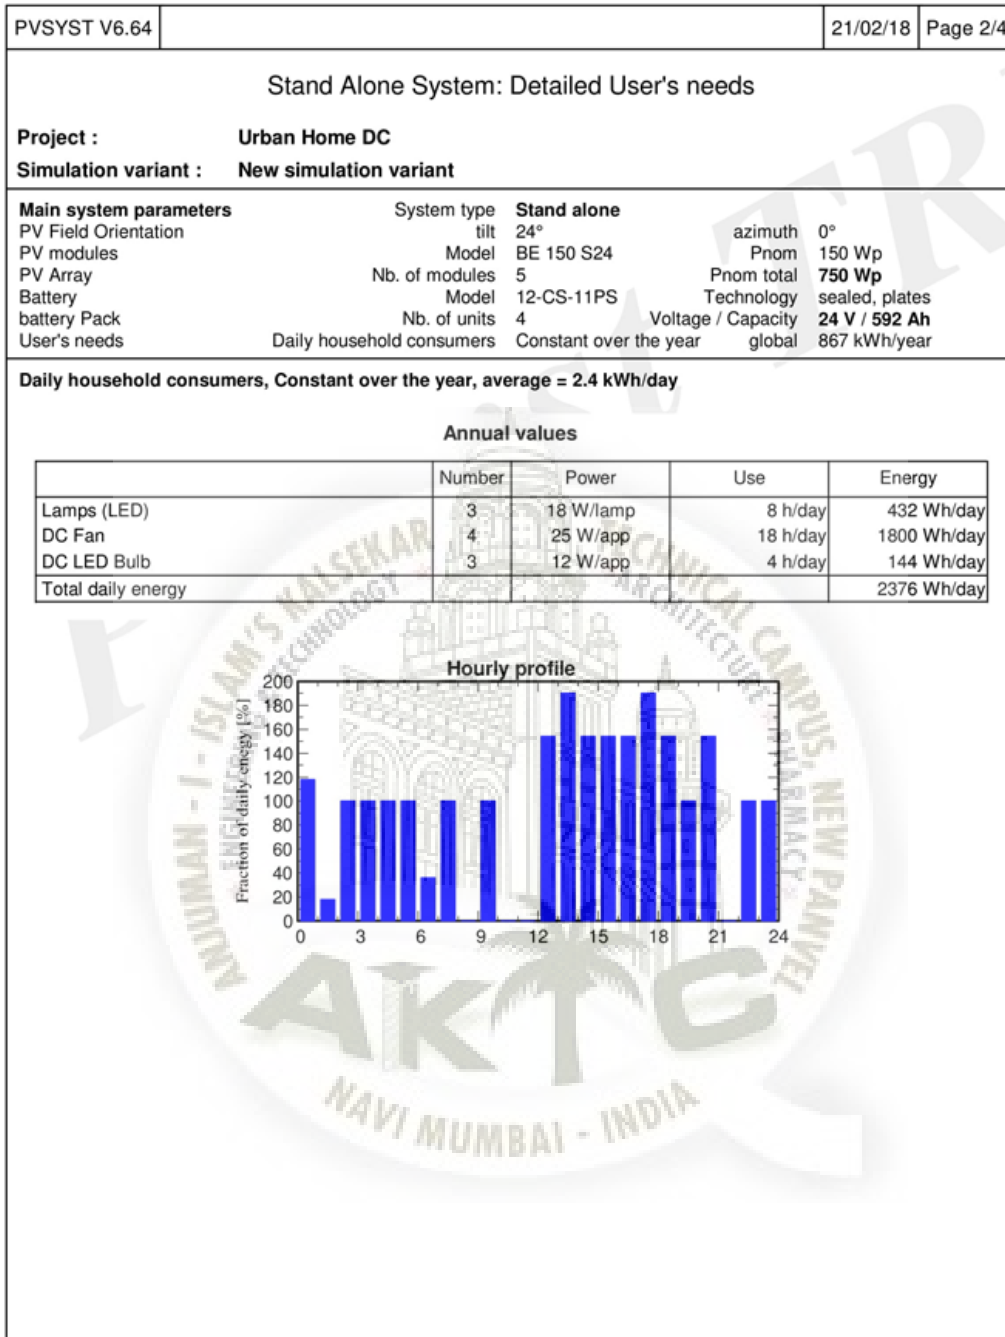 PVSYST V6.64 21/02/18 Page 2/4
Stand Alone System: Detailed User's needs
Project : Urban Home DC
Simulation variant : New simulation variant
Main system parameters System type Stand alone
PV Field Orientation tilt 24° azimuth 0°
PV modules Model BE 150 S24 Pnom 150 Wp
PV Array Nb. of modules 5 Pnom total 750 Wp
Battery Model 12-CS-11PS Technology sealed, plates
battery Pack Nb. of units 4 Voltage / Capacity 24 V / 592 Ah
User's needs Daily household consumers Constant over the year global 867 kWh/year
Daily household consumers, Constant over the year, average = 2.4 kWh/day
Annual values
Number Power Use Energy
Lamps (LED) 3 18 W/lamp 8 h/day 432 Wh/day
DC Fan 4 25 W/app 18 h/day 1800 Wh/day
DC LED Bulb 3 12 W/app 4 h/day 144 Wh/day
Total daily energy 2376 Wh/day
Hourly profile
Fraction of daily energy [%]
200
180
160
140
120
100
80
60
40
20
0
0 3 6 9 12 15 18 21 24
ANJUMAN - I - ISLAM'S KALSEKAR TECHNICAL CAMPUS, NEW PANVEL
ENGINEERING TECHNOLOGY ARCHITECTURE PHARMACY
AKTC
NAVI MUMBAI - INDIA